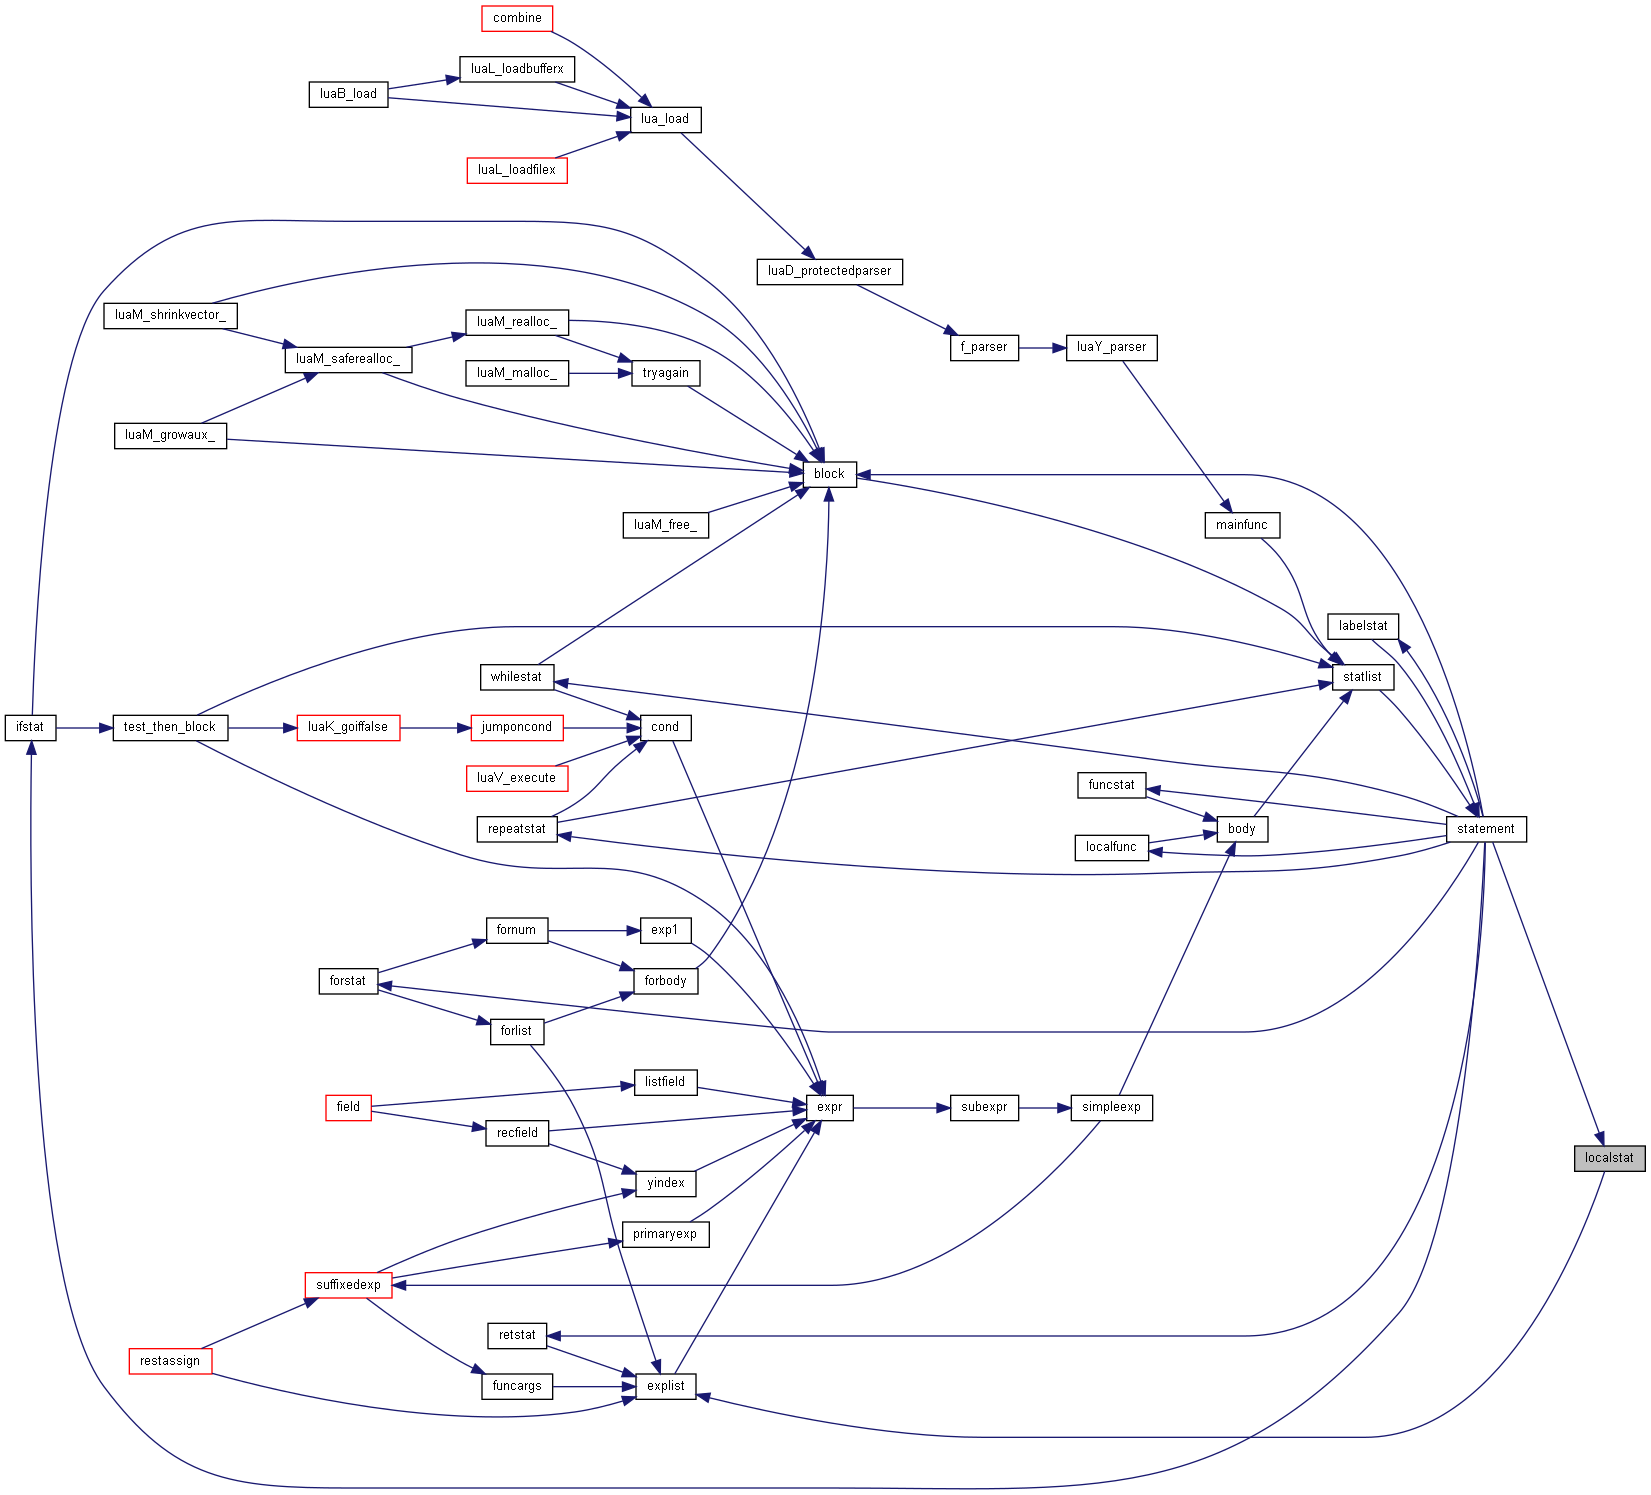 combine
luaL_loadbufferx
luaB_load
lua_load
luaL_loadfilex
luaD_protectedparser
luaM_shrinkvector_
luaM_realloc_
f_parser
luaY_parser
luaM_saferealloc_
luaM_malloc_
tryagain
luaM_growaux_
block
luaM_free_
mainfunc
labelstat
whilestat
statlist
ifstat
test_then_block
luaK_goiffalse
jumponcond
cond
luaV_execute
funcstat
repeatstat
body
statement
localfunc
fornum
exp1
forstat
forbody
forlist
listfield
field
expr
subexpr
simpleexp
recfield
localstat
yindex
primaryexp
suffixedexp
retstat
restassign
funcargs
explist